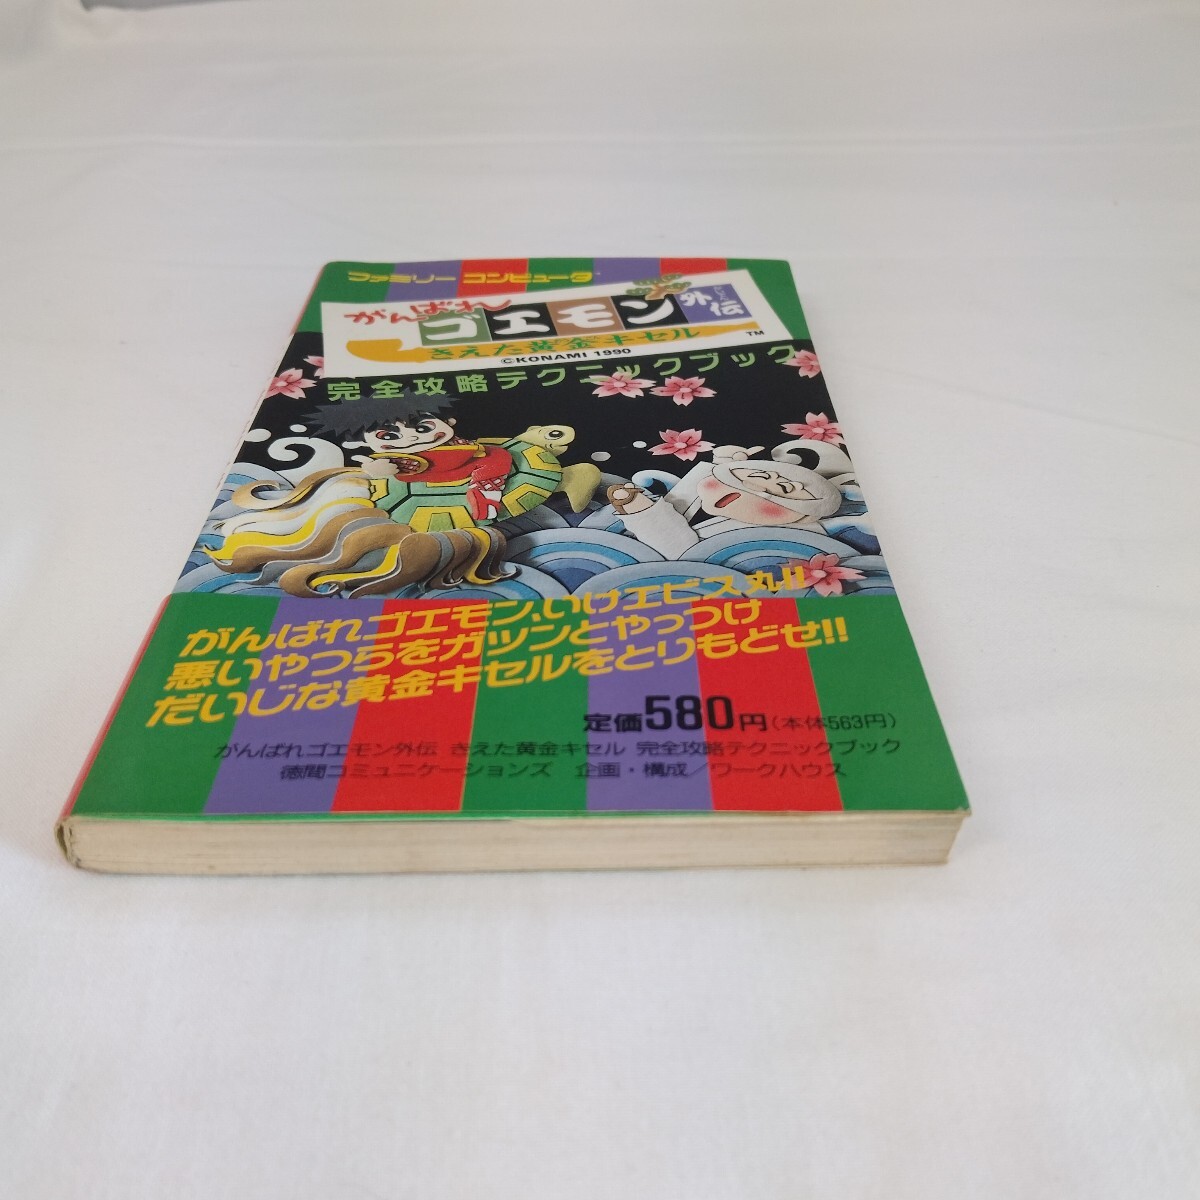 ファミリーコンピュータ
がんばれ
ゴエモン外伝
きえた黄金キセル
TM
©KONAMI 1990
完全攻略テクニックブック
がんばれゴエモン、いけエビス丸!!
悪いやつらをガツンとやっつけ
だいじな黄金キセルをとりもどせ!!
定価580円(本体563円)
がんばれゴエモン外伝 きえた黄金キセル 完全攻略テクニックブック
徳間コミュニケーションズ 企画・構成/ワークハウス